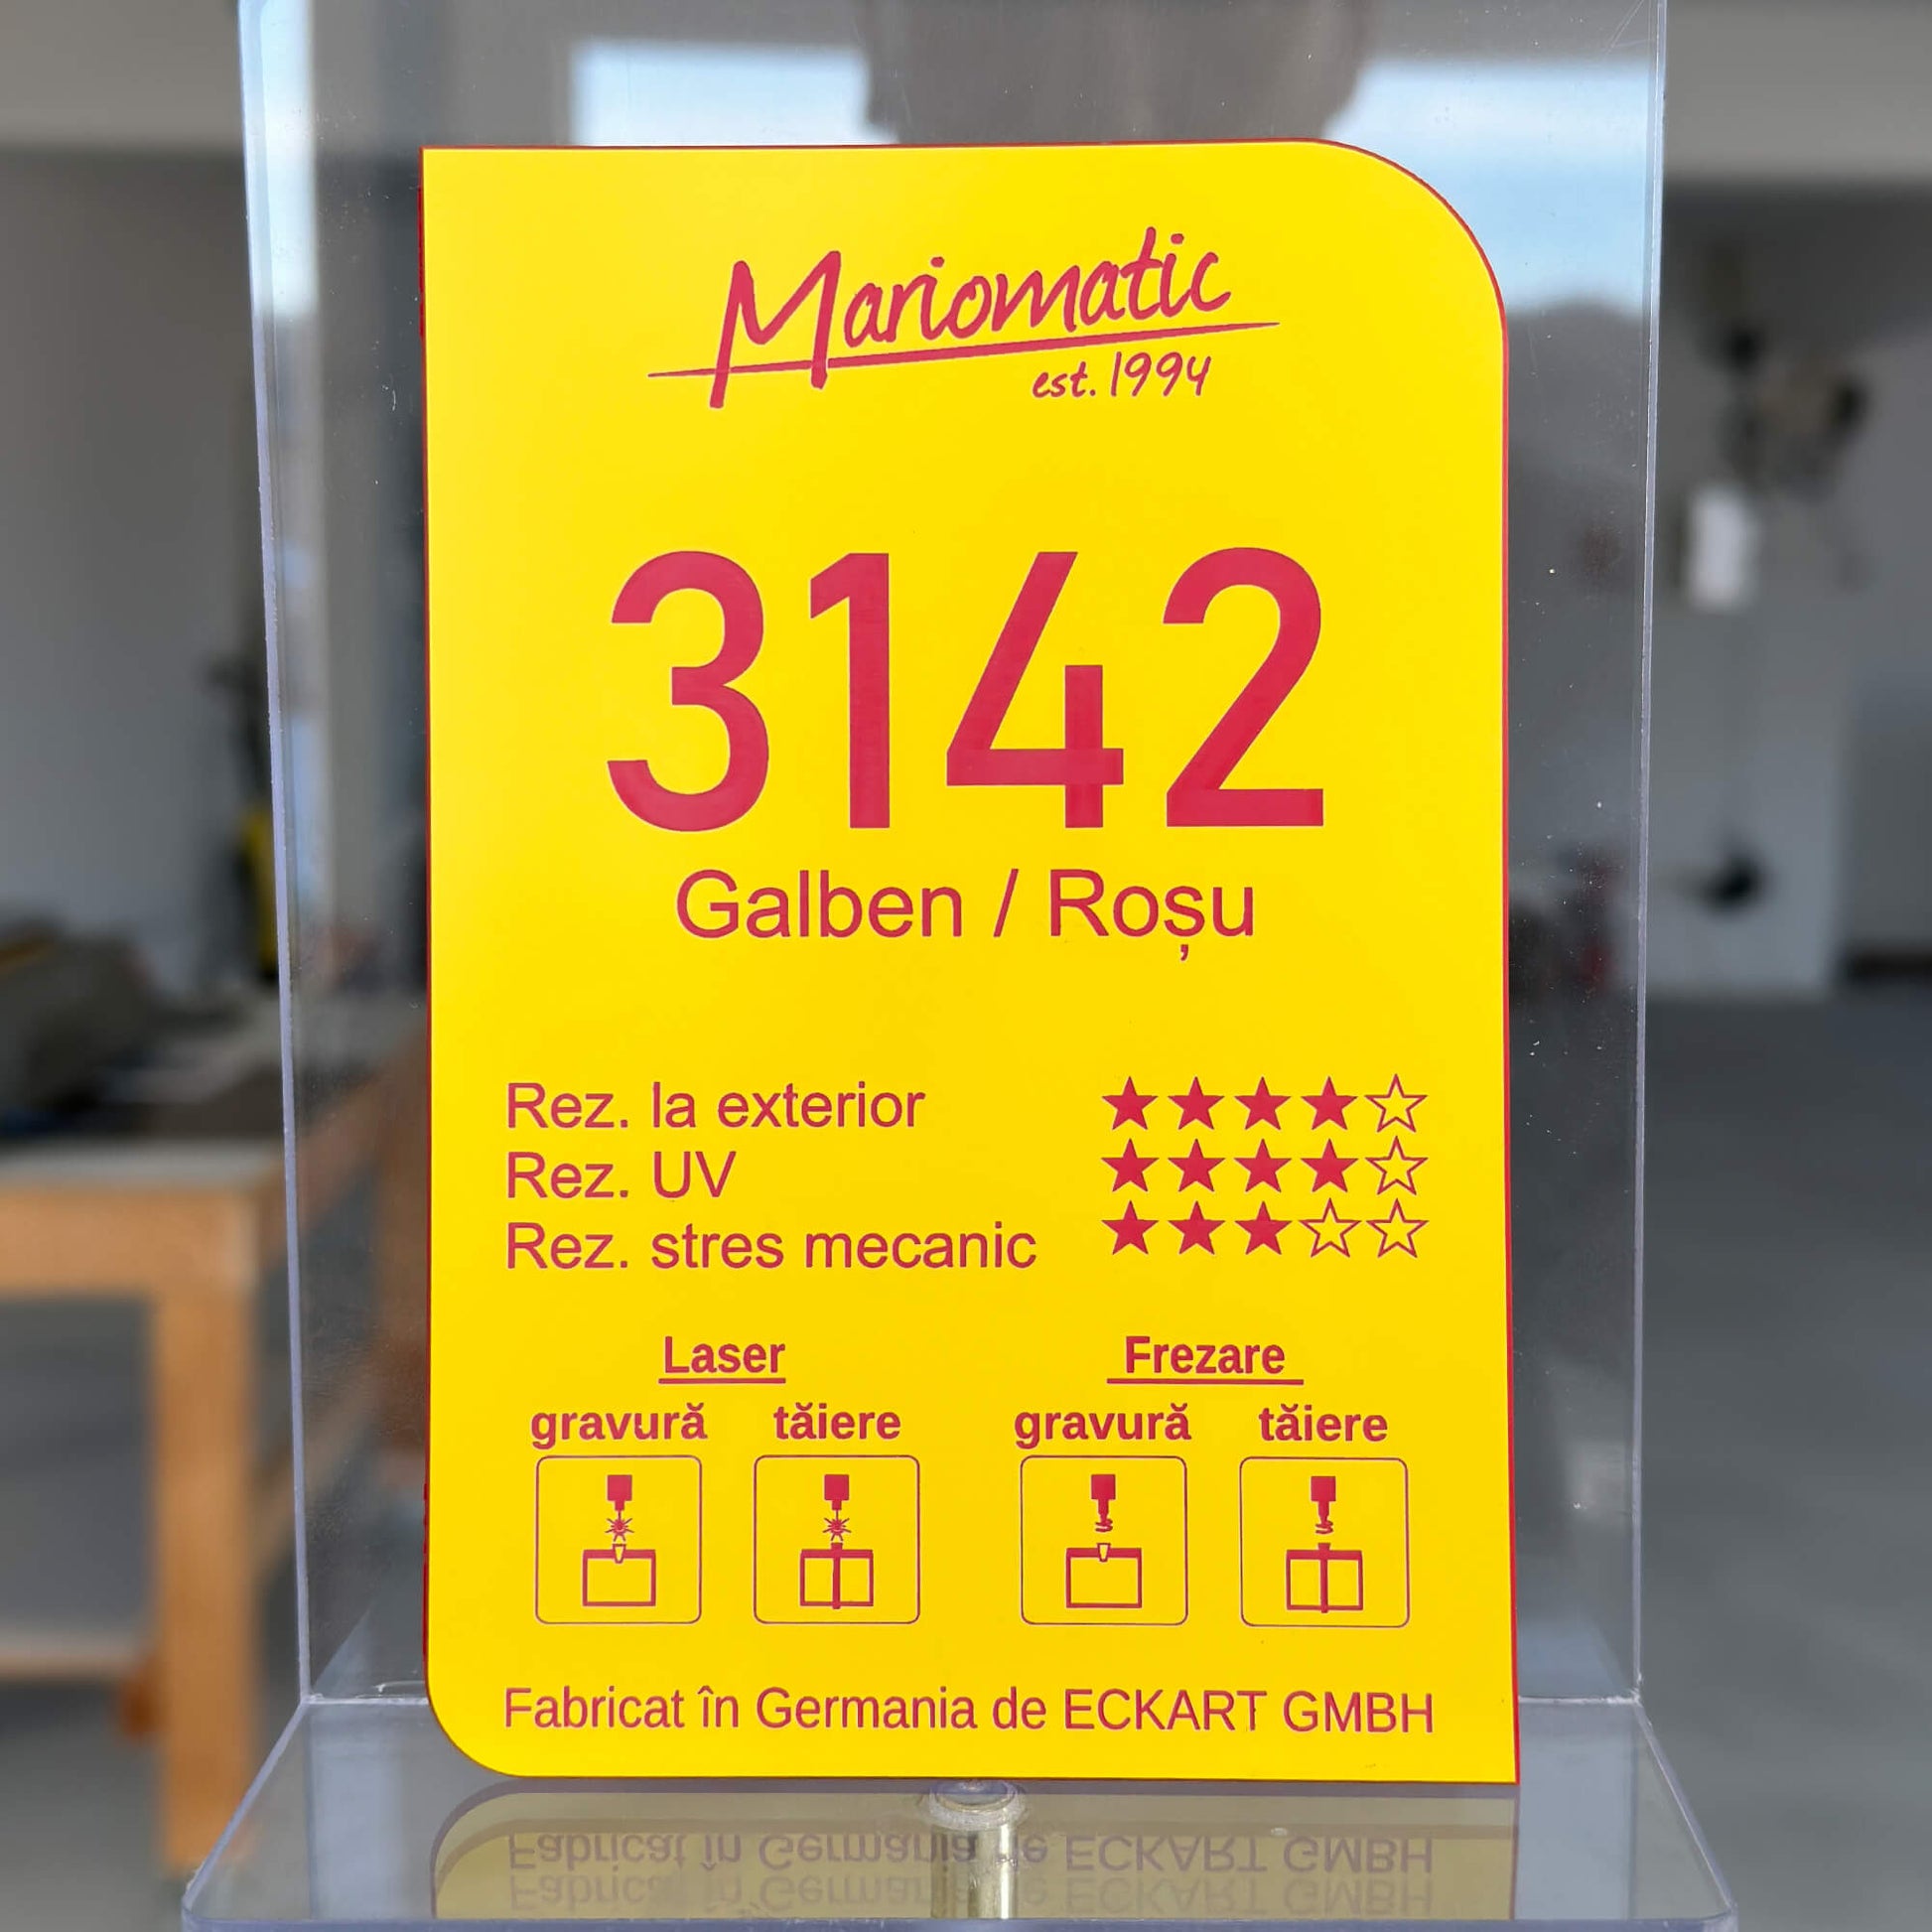 Mariomatic
est. 1994
3142
Galben / Roșu
Rez. la exterior ★★★★☆
Rez. UV ★★★★☆
Rez. stres mecanic ★★★☆☆
Laser Frezare
gravură tăiere gravură tăiere
Fabricat în Germania de ECKART GMBH